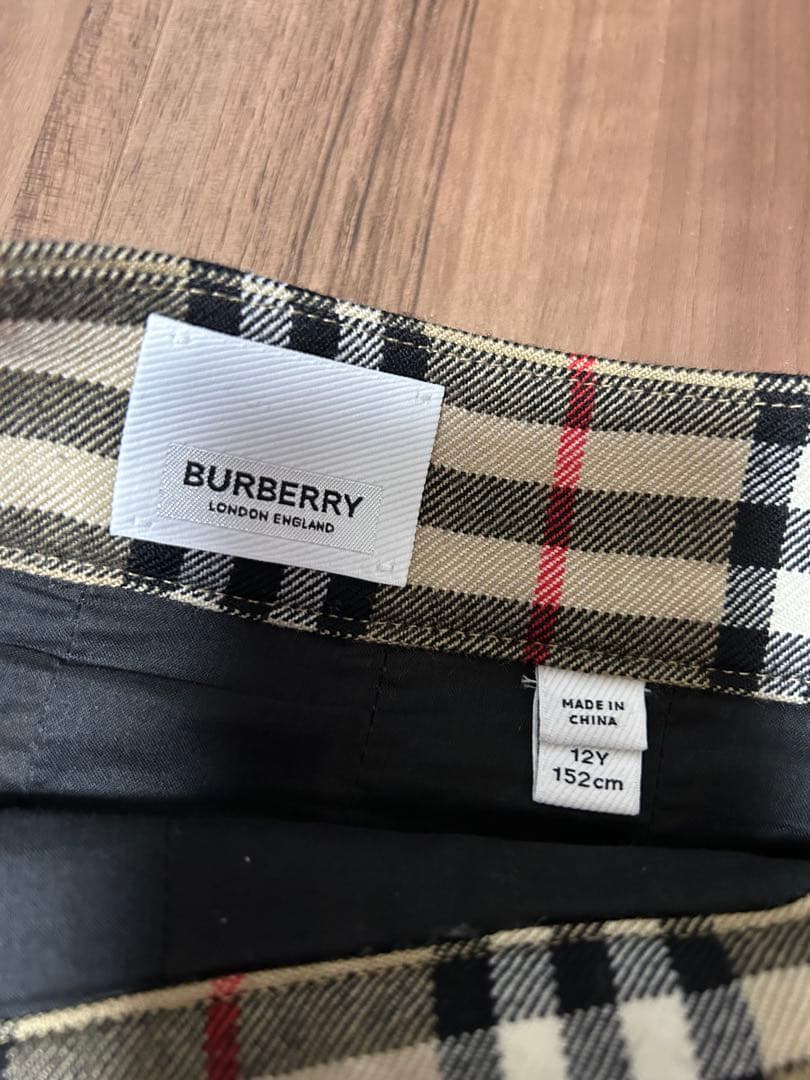 BURBERRY
LONDON ENGLAND
MADE IN
CHINA
12Y
152cm